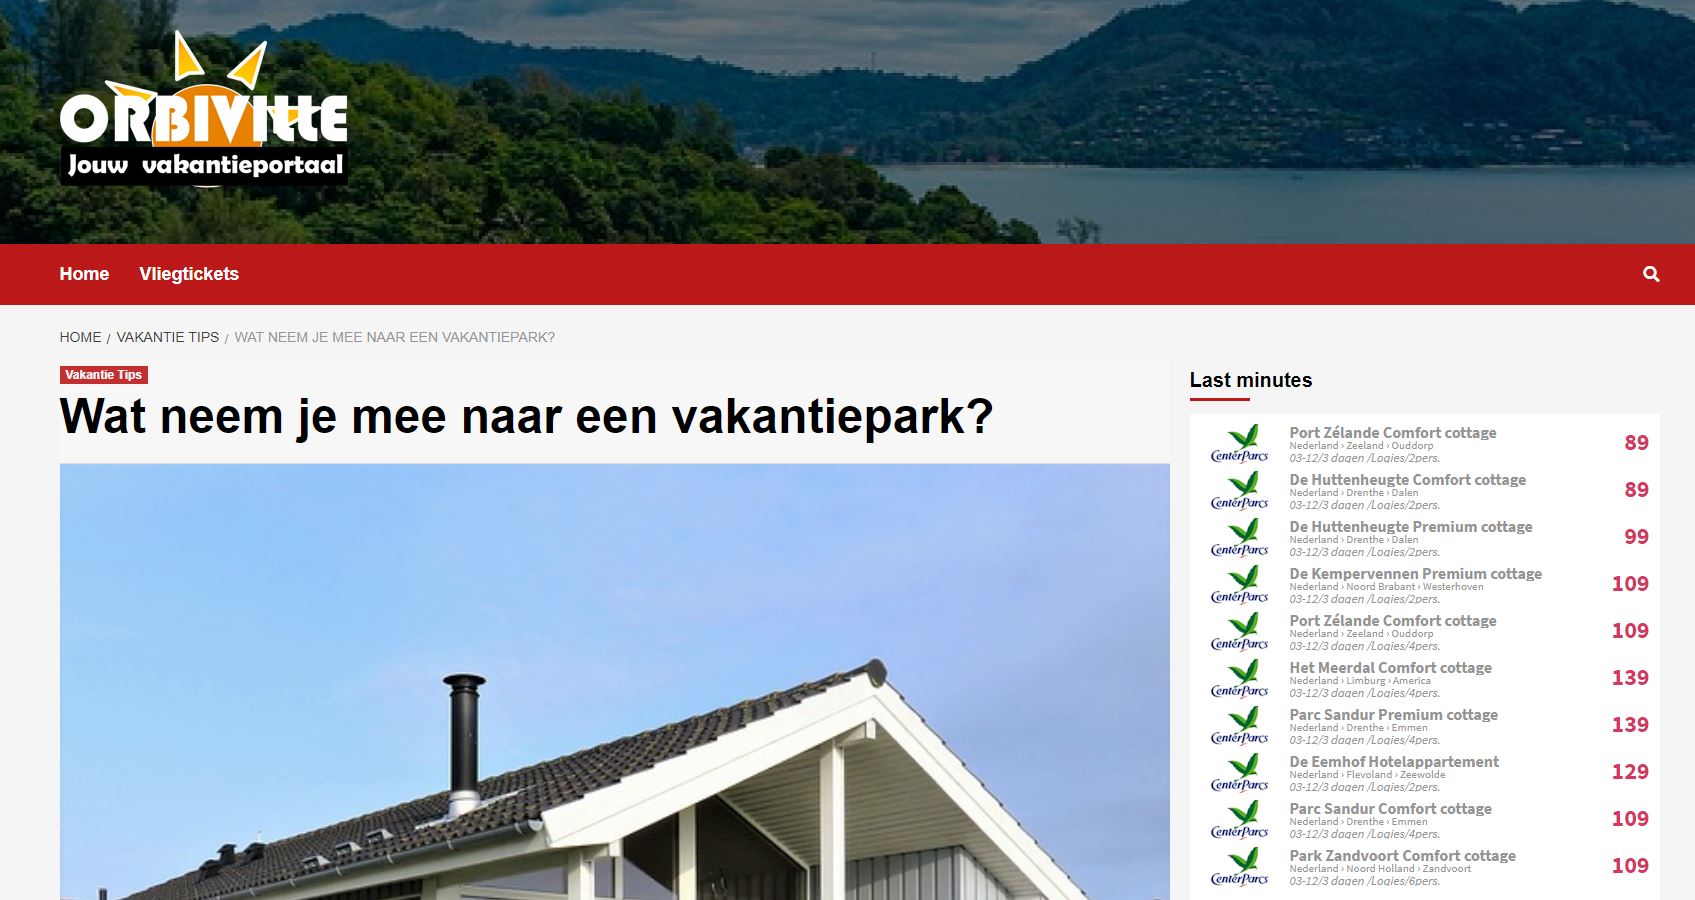 ORBIVILLE
Jouw vakantieportaal
Home
Vliegtickets
HOME / VAKANTIE TIPS / WAT NEEM JE MEE NAAR EEN VAKANTIEPARK?
Vakantie Tips
Wat neem je mee naar een vakantiepark?
Last minutes
CenterParcs
Port Zélande Comfort cottage
Nederland › Zeeland › Ouddorp
03-12/3 dagen /Logies/2pers.
89
CenterParcs
De Huttenheugte Comfort cottage
Nederland › Drenthe › Dalen
03-12/3 dagen /Logies/2pers.
89
CenterParcs
De Huttenheugte Premium cottage
Nederland › Drenthe › Dalen
03-12/3 dagen /Logies/2pers.
99
CenterParcs
De Kempervennen Premium cottage
Nederland › Noord Brabant › Westerhoven
03-12/3 dagen /Logies/2pers.
109
CenterParcs
Port Zélande Comfort cottage
Nederland › Zeeland › Ouddorp
03-12/3 dagen /Logies/4pers.
109
CenterParcs
Het Meerdal Comfort cottage
Nederland › Limburg › America
03-12/3 dagen /Logies/4pers.
139
CenterParcs
Parc Sandur Premium cottage
Nederland › Drenthe › Emmen
03-12/3 dagen /Logies/4pers.
139
CenterParcs
De Eemhof Hotelappartement
Nederland › Flevoland › Zeewolde
03-12/3 dagen /Logies/2pers.
129
CenterParcs
Parc Sandur Comfort cottage
Nederland › Drenthe › Emmen
03-12/3 dagen /Logies/4pers.
109
CenterParcs
Park Zandvoort Comfort cottage
Nederland › Noord Holland › Zandvoort
03-12/3 dagen /Logies/6pers.
109